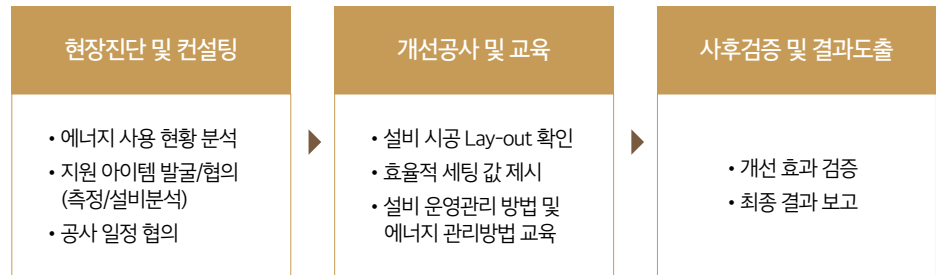 현장진단 및 컨설팅
• 에너지 사용 현황 분석
• 지원 아이템 발굴/협의
(측정/설비분석)
• 공사 일정 협의
개선공사 및 교육
• 설비 시공 Lay-out 확인
• 효율적 세팅 값 제시
• 설비 운영관리 방법 및
에너지 관리방법 교육
사후검증 및 결과도출
• 개선 효과 검증
• 최종 결과 보고